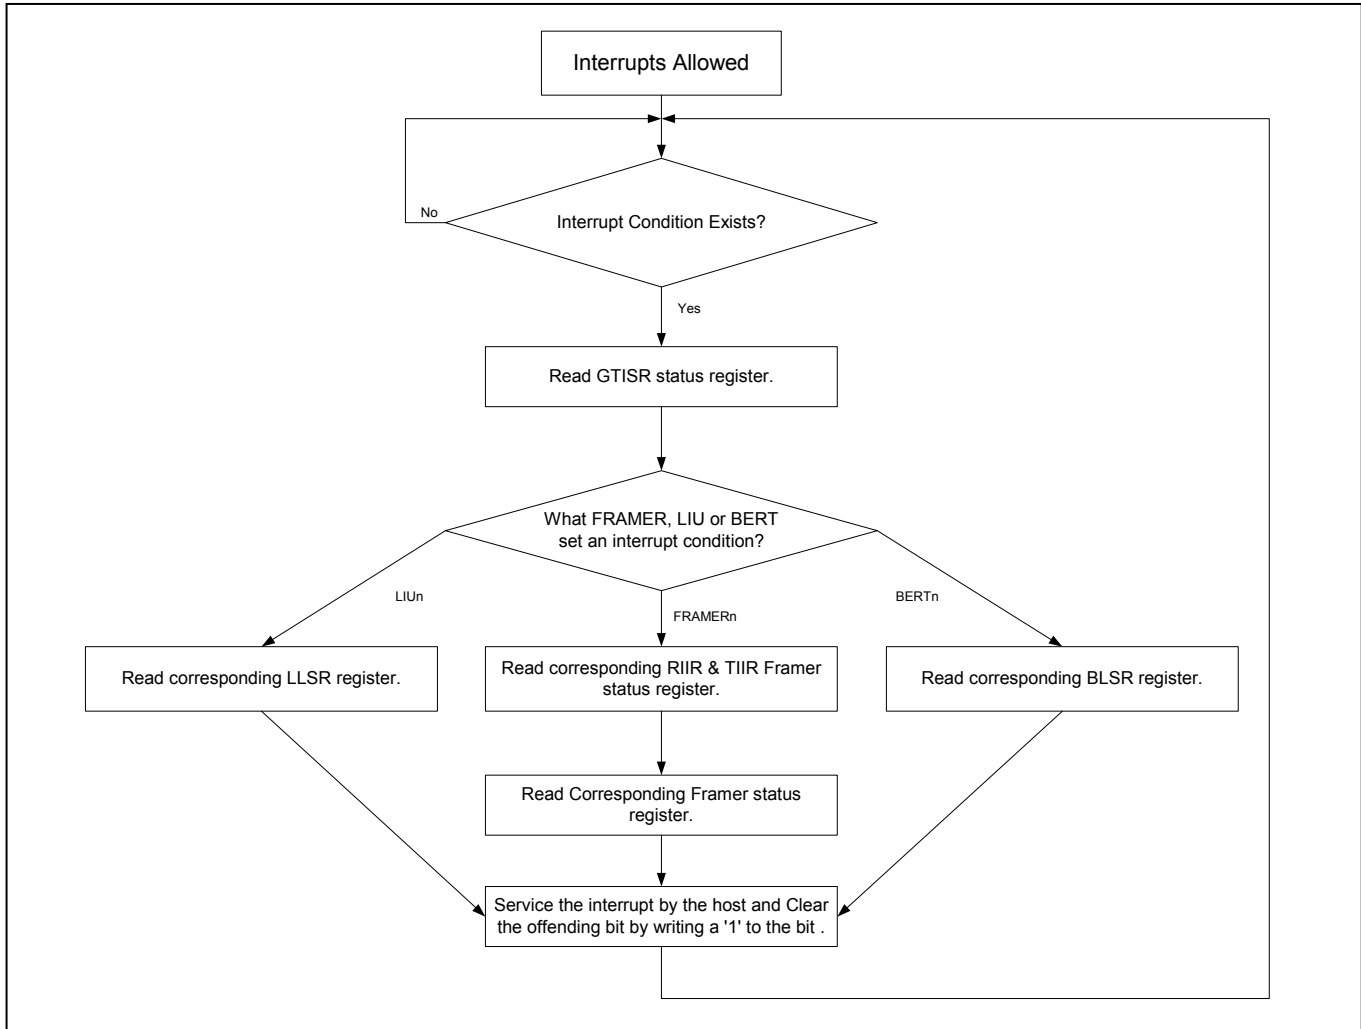 Interrupts Allowed
No
Interrupt Condition Exists?
Yes
Read GTISR status register.
What FRAMER, LIU or BERT
set an interrupt condition?
LIUn
FRAMERn
BERTn
Read corresponding LLSR register.
Read corresponding RIIR & TIIR Framer
status register.
Read corresponding BLSR register.
Read Corresponding Framer status
register.
Service the interrupt by the host and Clear
the offending bit by writing a '1' to the bit .